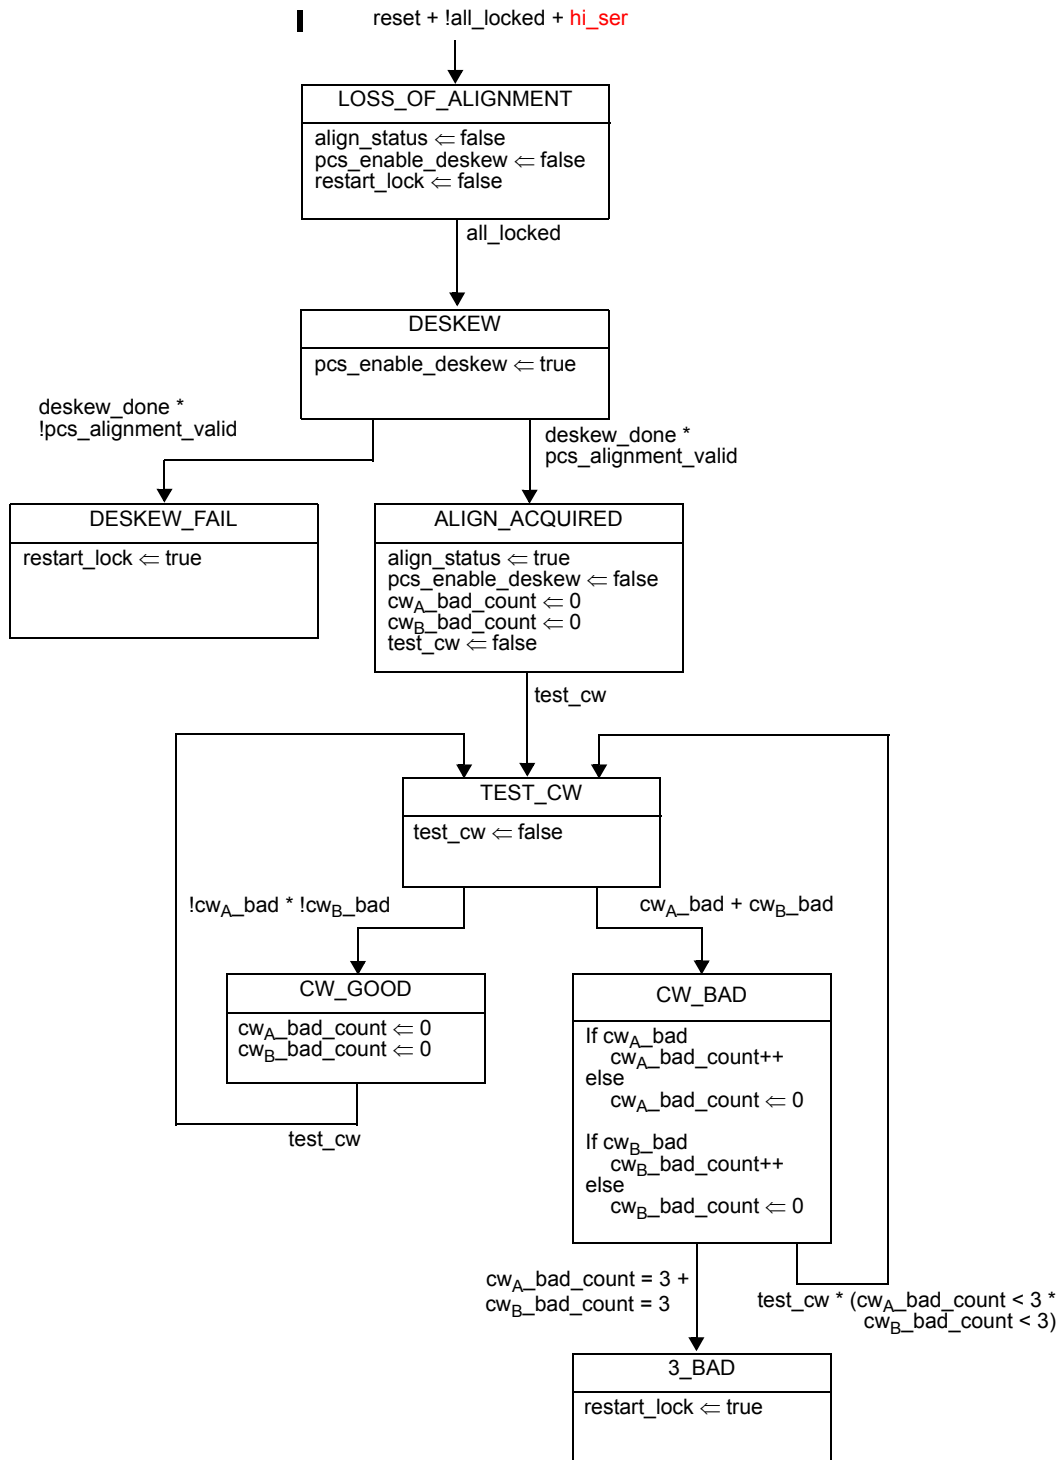 reset + !all_locked + hi_ser
LOSS_OF_ALIGNMENT
align_status ⇐ false
pcs_enable_deskew ⇐ false
restart_lock ⇐ false
all_locked
DESKEW
pcs_enable_deskew ⇐ true
deskew_done *
!pcs_alignment_valid
deskew_done *
pcs_alignment_valid
DESKEW_FAIL
restart_lock ⇐ true
ALIGN_ACQUIRED
align_status ⇐ true
pcs_enable_deskew ⇐ false
cwA_bad_count ⇐ 0
cwB_bad_count ⇐ 0
test_cw ⇐ false
test_cw
TEST_CW
test_cw ⇐ false
!cwA_bad * !cwB_bad
cwA_bad + cwB_bad
CW_GOOD
cwA_bad_count ⇐ 0
cwB_bad_count ⇐ 0
test_cw
CW_BAD
If cwA_bad
cwA_bad_count++
else
cwA_bad_count ⇐ 0
If cwB_bad
cwB_bad_count++
else
cwB_bad_count ⇐ 0
cwA_bad_count = 3 +
cwB_bad_count = 3
test_cw * (cwA_bad_count < 3 *
cwB_bad_count < 3)
3_BAD
restart_lock ⇐ true